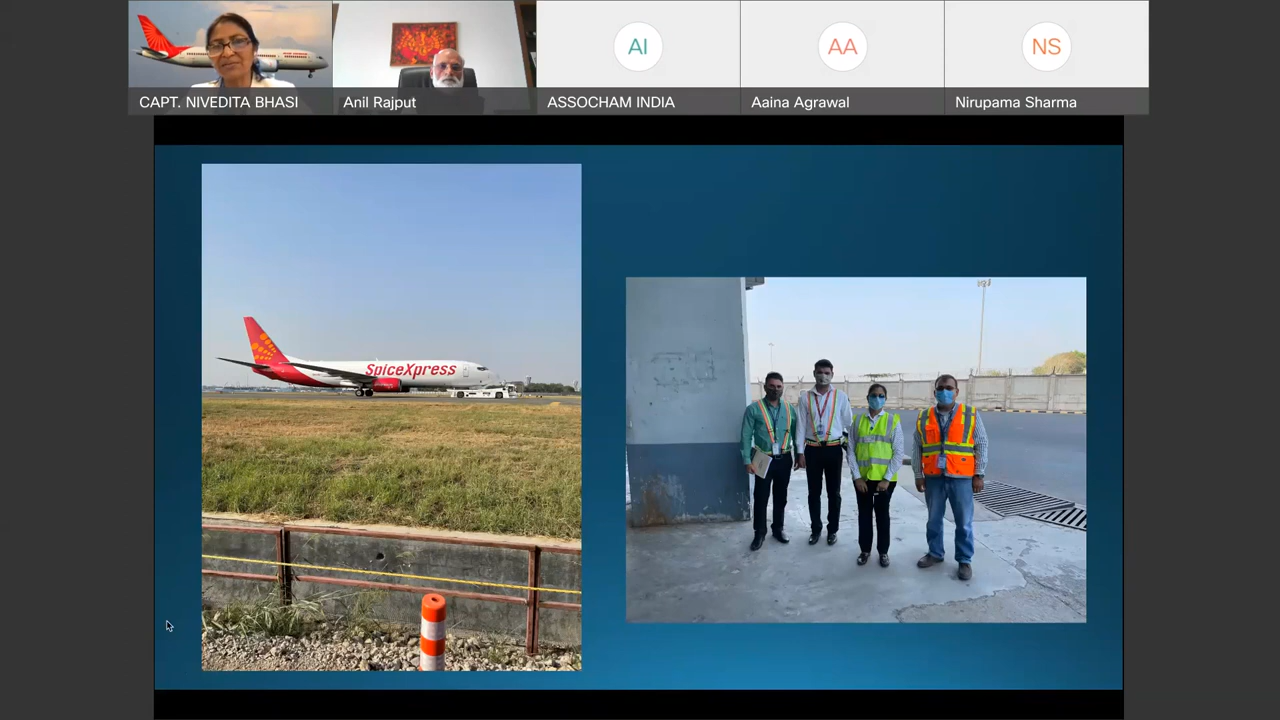 AI
AA
NS
CAPT. NIVEDITA BHASI
Anil Rajput
ASSOCHAM INDIA
Aaina Agrawal
Nirupama Sharma
SpiceXpress